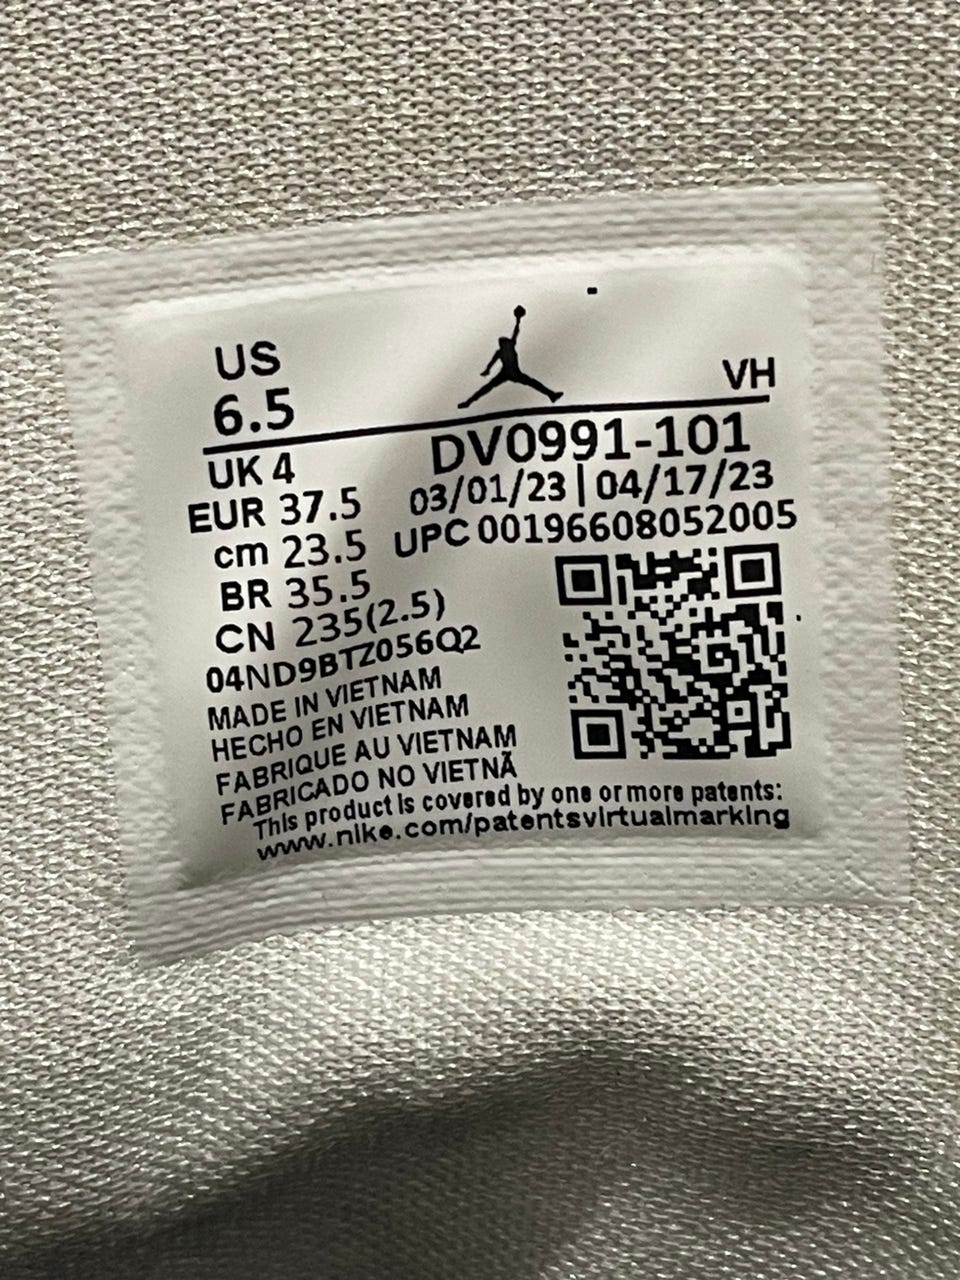 US
6.5
VH
UK 4
DV0991-101
EUR 37.5
03/01/23 | 04/17/23
cm 23.5
UPC 00196608052005
BR 35.5
CN 235(2.5)
04ND9BTZ056Q2
MADE IN VIETNAM
HECHO EN VIETNAM
FABRIQUE AU VIETNAM
FABRICADO NO VIETNÃ
This product is covered by one or more patents:
www.nike.com/patentsvirtualmarking